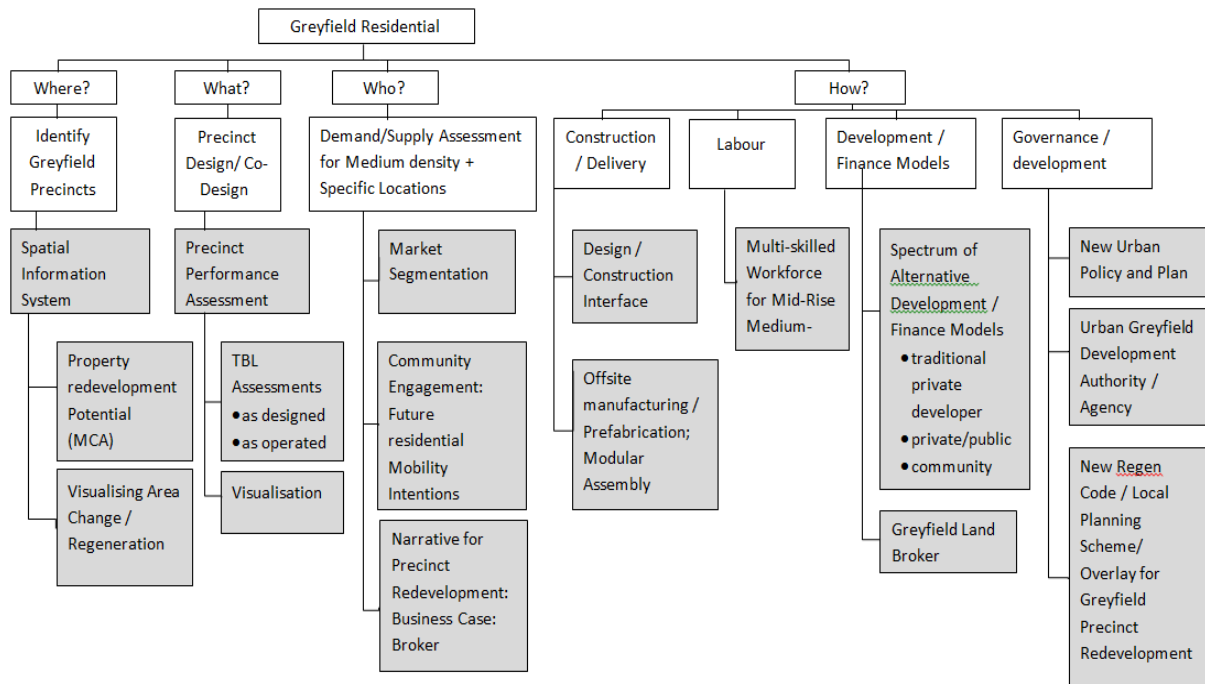 Greyfield Residential
Where?
What?
Who?
How?
Identify
Greyfield
Precincts
Precinct
Design/ Co-
Design
Demand/Supply Assessment
for Medium density +
Specific Locations
Construction
/ Delivery
Labour
Development /
Finance Models
Governance /
development
Spatial
Information
System
Property
redevelopment
Potential
(MCA)
Visualising Area
Change /
Regeneration
Precinct
Performance
Assessment
TBL
Assessments
•as designed
•as operated
Visualisation
Market
Segmentation
Community
Engagement:
Future
residential
Mobility
Intentions
Narrative for
Precinct
Redevelopment:
Business Case:
Broker
Design /
Construction
Interface
Offsite
manufacturing /
Prefabrication;
Modular
Assembly
Multi-skilled
Workforce
for Mid-Rise
Medium-
Spectrum of
Alternative
Development /
Finance Models
•traditional
private
developer
•private/public
•community
Greyfield Land
Broker
New Urban
Policy and Plan
Urban Greyfield
Development
Authority /
Agency
New Regen
Code / Local
Planning
Scheme/
Overlay for
Greyfield
Precinct
Redevelopment